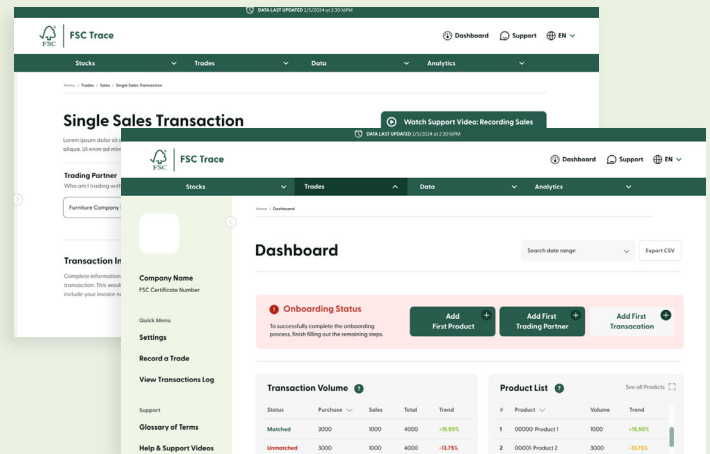 DATA LAST UPDATED 2/5/2024 at 2:30:16PM
FSC
FSC Trace
Dashboard
Support
EN
Stocks
Trades
Data
Analytics
Home / Trades / Sales / Single Sales Transaction
Single Sales Transaction
Watch Support Video: Recording Sales
Lorem ipsum dolor sit
aliqua. Ut enim ad mini
Trading Partner
Who am I trading with
Furniture Company
Transaction In
Complete information
transaction. This would
include your invoice n
DATA LAST UPDATED 2/1/2024 at 2:30:16PM
FSC
FSC Trace
Dashboard
Support
EN
Stocks
Trades
Data
Analytics
Home / Dashboard
Dashboard
Search date range
Export CSV
Company Name
FSC Certificate Number
Onboarding Status
To successfully complete the onboarding
process, finish filling out the remaining steps.
Add
First Product
Add First
Trading Partner
Add First
Transacation
Quick Menu
Settings
Record a Trade
View Transactions Log
Support
Glossary of Terms
Help & Support Videos
Transaction Volume ?
Status Purchase Sales Total Trend
Matched 3000 1000 4000 +15.50%
Unmatched 3000 1000 4000 -13.75%
Product List ?
See all Prodicts
# Product Volume Trend
1 00000 Product 1 1000 +15.50%
2 00001 Product 2 3000 -13.75%